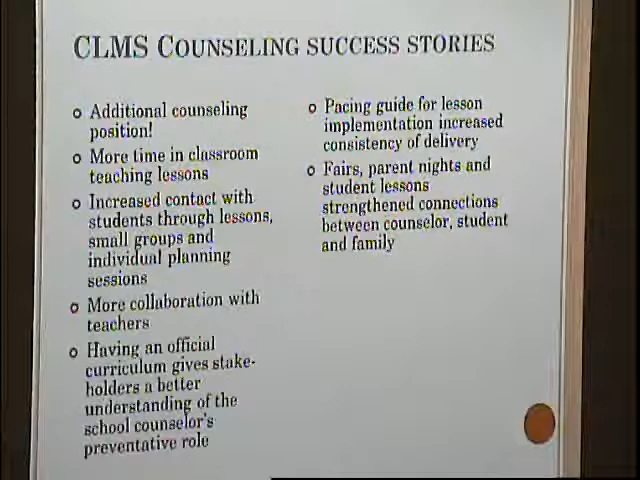 CLMS COUNSELING SUCCESS STORIES
Additional counseling
position!
More time in classroom
teaching lessons
Increased contact with
students through lessons,
small groups and
individual planning
sessions
More collaboration with
teachers
Having an official
curriculum gives stake-
holders a better
understanding of the
school counselor's
preventative role
Pacing guide for lesson
implementation increased
consistency of delivery
Fairs, parent nights and
student lessons
strengthened connections
between counselor, student
and family